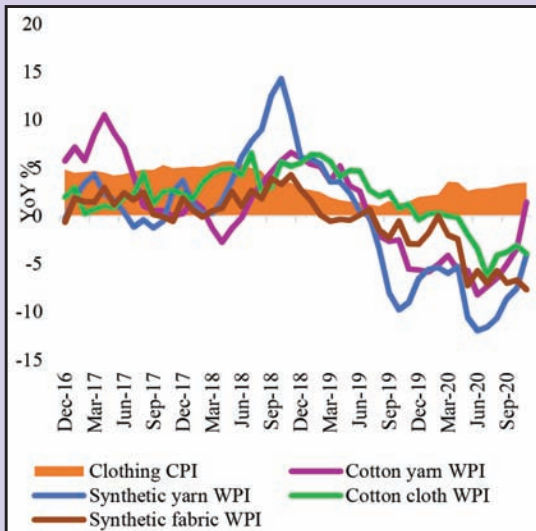 20
15
10
5
0
-5
-10
-15
YoY %
Dec-16
Mar-17
Jun-17
Sep-17
Dec-17
Mar-18
Jun-18
Sep-18
Dec-18
Mar-19
Jun-19
Sep-19
Dec-19
Mar-20
Jun-20
Sep-20
Clothing CPI
Cotton yarn WPI
Synthetic yarn WPI
Cotton cloth WPI
Synthetic fabric WPI